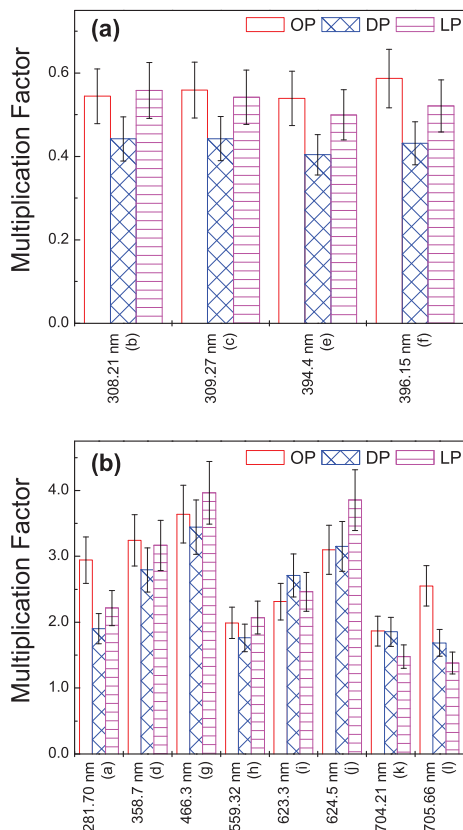 (a)
OP DP LP
Multiplication Factor
0.6
0.4
0.2
0.0
308.21 nm (b)
309.27 nm (c)
394.4 nm (e)
396.15 nm (f)
(b)
OP DP LP
Multiplication Factor
4.0
3.0
2.0
1.0
0.0
281.70 nm (a)
358.7 nm (d)
466.3 nm (g)
559.32 nm (h)
623.3 nm (i)
624.5 nm (j)
704.21 nm (k)
705.66 nm (l)